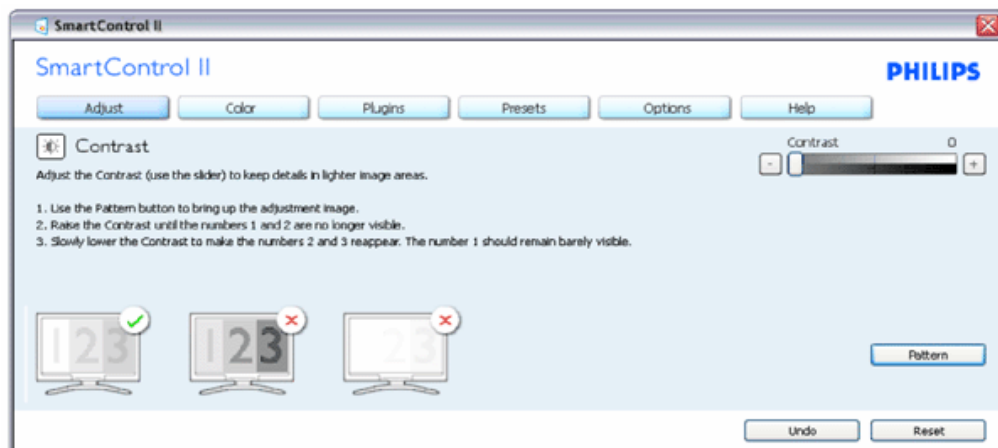 SmartControl II
SmartControl II
PHILIPS
Adjust Color Plugins Presets Options Help
Contrast
Contrast 0
Adjust the Contrast (use the slider) to keep details in lighter image areas.
- +
1. Use the Pattern button to bring up the adjustment image.
2. Raise the Contrast until the numbers 1 and 2 are no longer visible.
3. Slowly lower the Contrast to make the numbers 2 and 3 reappear. The number 1 should remain barely visible.
123
123
23
Pattern
Undo Reset